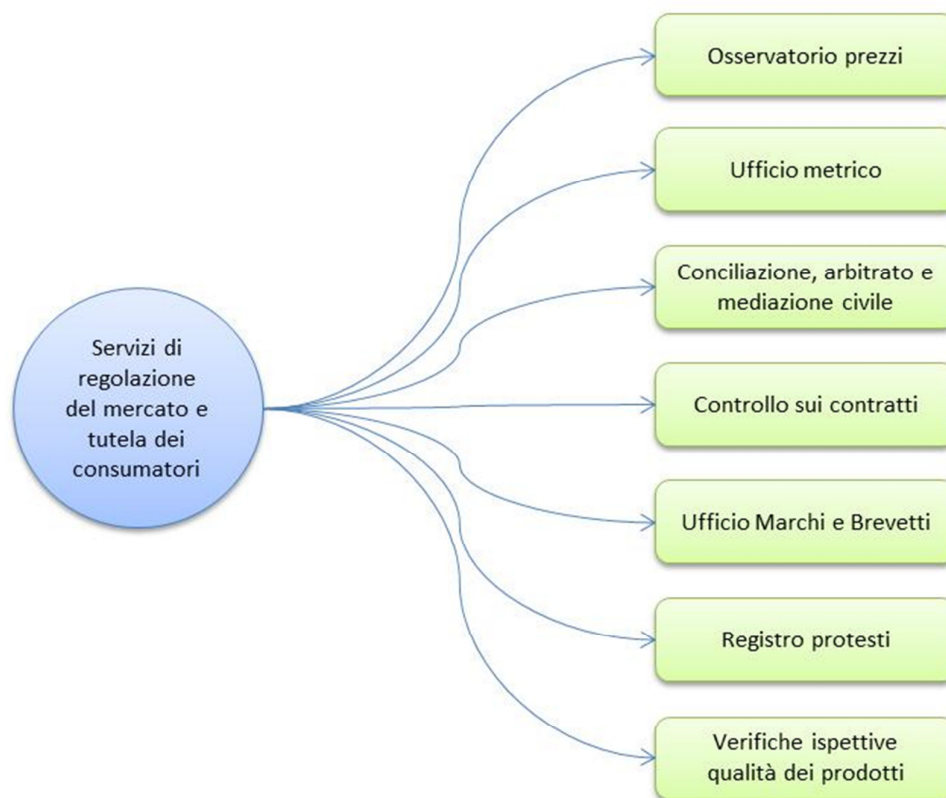 Servizi di
regolazione
del mercato e
tutela dei
consumatori
Osservatorio prezzi
Ufficio metrico
Conciliazione, arbitrato e
mediazione civile
Controllo sui contratti
Ufficio Marchi e Brevetti
Registro protesti
Verifiche ispettive
qualità dei prodotti